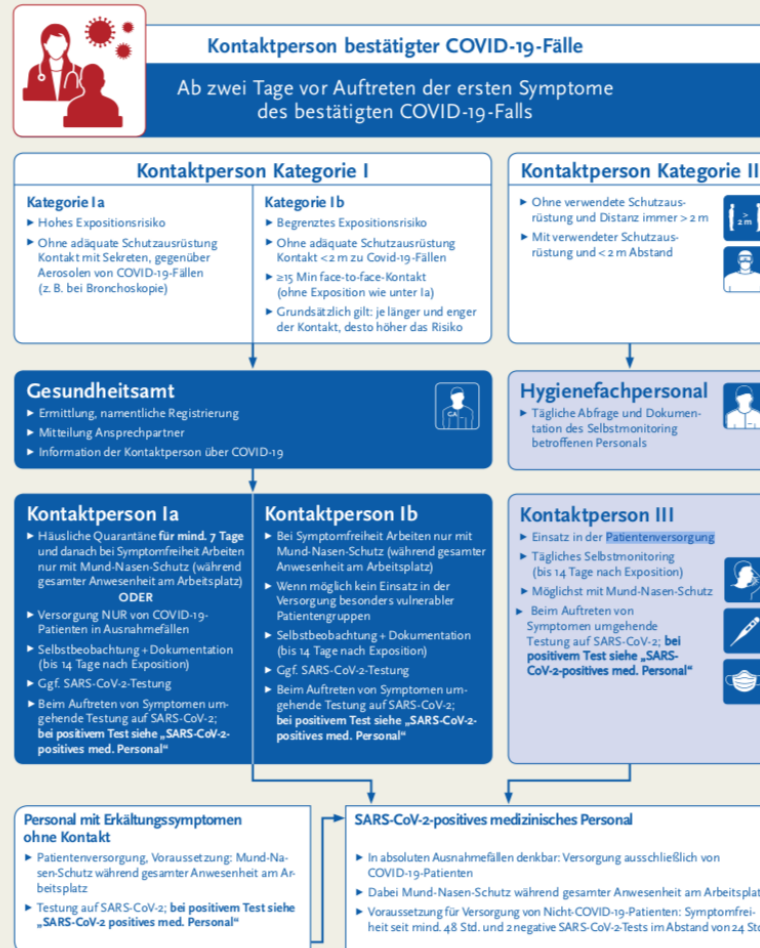 Kontaktperson bestätigter COVID-19-Fälle
Ab zwei Tage vor Auftreten der ersten Symptome
des bestätigten COVID-19-Falls
Kontaktperson Kategorie I
Kategorie Ia
▸ Hohes Expositionsrisiko
▸ Ohne adäquate Schutzausrüstung
Kontakt mit Sekreten, gegenüber
Aerosolen von COVID-19-Fällen
(z. B. bei Bronchoskopie)
Kategorie Ib
▸ Begrenztes Expositionsrisiko
▸ Ohne adäquate Schutzausrüstung
Kontakt <2 m zu Covid-19-Fällen
▸ ≥15 Min face-to-face-Kontakt
(ohne Exposition wie unter Ia)
▸ Grundsätzlich gilt: je länger und enger
der Kontakt, desto höher das Risiko
Kontaktperson Kategorie II
▸ Ohne verwendete Schutzaus-
rüstung und Distanz immer > 2 m
▸ Mit verwendeter Schutzaus-
rüstung und < 2 m Abstand
>
2 m
Gesundheitsamt
▸ Ermittlung, namentliche Registrierung
▸ Mitteilung Ansprechpartner
▸ Information der Kontaktperson über COVID-19
GA
Hygienefachpersonal
▸ Tägliche Abfrage und Dokumen-
tation des Selbstmonitoring
betroffenen Personals
Kontaktperson Ia
▸ Häusliche Quarantäne für mind. 7 Tage
und danach bei Symptomfreiheit Arbeiten
nur mit Mund-Nasen-Schutz (während
gesamter Anwesenheit am Arbeitsplatz)
ODER
▸ Versorgung NUR von COVID-19-
Patienten in Ausnahmefällen
▸ Selbstbeobachtung + Dokumentation
(bis 14 Tage nach Exposition)
▸ Ggf. SARS-CoV-2-Testung
▸ Beim Auftreten von Symptomen um-
gehende Testung auf SARS-CoV-2;
bei positivem Test siehe „SARS-CoV-2-
positives med. Personal“
Kontaktperson Ib
▸ Bei Symptomfreiheit Arbeiten nur mit
Mund-Nasen-Schutz (während gesamter
Anwesenheit am Arbeitsplatz)
▸ Wenn möglich kein Einsatz in der
Versorgung besonders vulnerabler
Patientengruppen
▸ Selbstbeobachtung + Dokumentation
(bis 14 Tage nach Exposition)
▸ Ggf. SARS-CoV-2-Testung
▸ Beim Auftreten von Symptomen um-
gehende Testung auf SARS-CoV-2;
bei positivem Test siehe „SARS-CoV-2-
positives med. Personal“
Kontaktperson III
▸ Einsatz in der Patientenversorgung
▸ Tägliches Selbstmonitoring
(bis 14 Tage nach Exposition)
▸ Möglichst mit Mund-Nasen-Schutz
▸ Beim Auftreten von
Symptomen umgehende
Testung auf SARS-CoV-2; bei
positivem Test siehe „SARS-
CoV-2-positives med. Personal“
Personal mit Erkältungssymptomen
ohne Kontakt
▸ Patientenversorgung, Voraussetzung: Mund-Na-
sen-Schutz während gesamter Anwesenheit am Ar-
beitsplatz
▸ Testung auf SARS-CoV-2; bei positivem Test siehe
„SARS-CoV-2 positives med. Personal“
SARS-CoV-2-positives medizinisches Personal
▸ In absoluten Ausnahmefällen denkbar: Versorgung ausschließlich von
COVID-19-Patienten
▸ Dabei Mund-Nasen-Schutz während gesamter Anwesenheit am Arbeitsplat
▸ Voraussetzung für Versorgung von Nicht-COVID-19-Patienten: Symptomfrei-
heit seit mind. 48 Std. und 2 negative SARS-CoV-2-Tests im Abstand von 24 Std